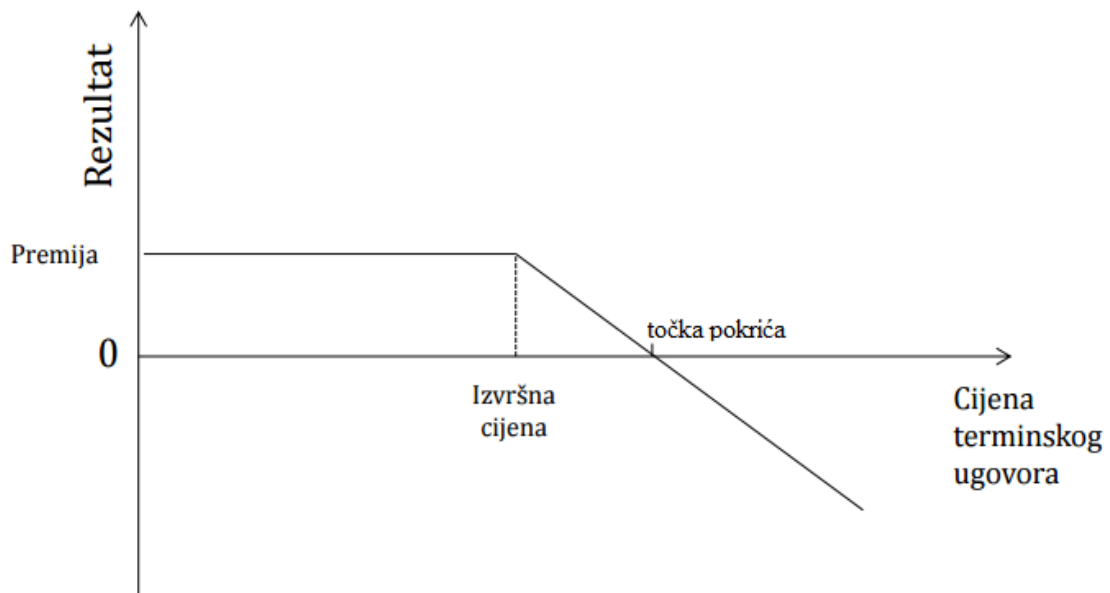 Rezultat
Premija
0
točka pokrića
Izvršna
cijena
Cijena
terminskog
ugovora